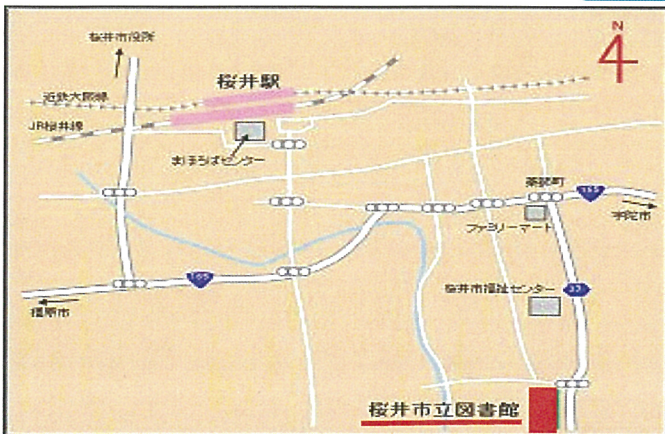 桜井市役所
N
近鉄大阪線
桜井駅
JR桜井線
まほろばセンター
165
宇陀市
ファミリーマート
165
橿原市
桜井市福祉センター
37
桜井市立図書館